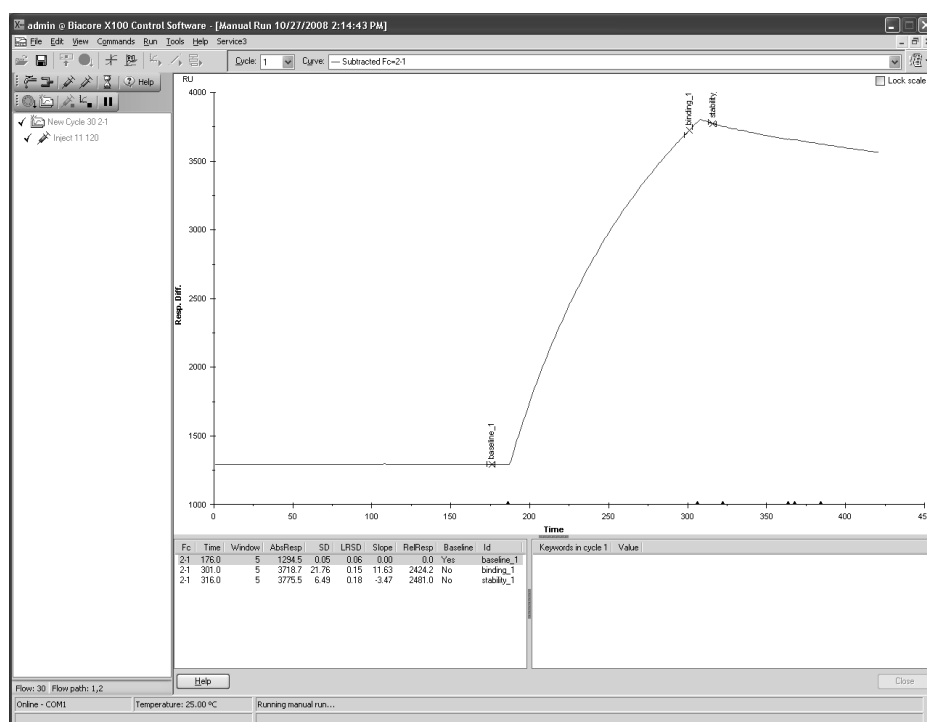 admin @ Biacore X100 Control Software - [Manual Run 10/27/2008 2:14:43 PM]
File Edit View Commands Run Tools Help Service3
Cycle: 1 Curve: — Subtracted Fc=2-1
Help
New Cycle 30 2-1
Inject 11 120
RU
Lock scale
4000
3500
3000
2500
2000
1500
1000
Resp. Diff.
baseline_1
binding_1
stability_
0 50 100 150 200 250 300 350 400 450
Time
Fc Time Window AbsResp SD LRSD Slope RelResp Baseline Id
2-1 176.0 5 1294.5 0.05 0.06 0.00 0.0 Yes baseline_1
2-1 301.0 5 3718.7 21.76 0.15 11.63 2424.2 No binding_1
2-1 316.0 5 3775.5 6.49 0.18 -3.47 2481.0 No stability_1
Keywords in cycle 1 Value
Help
Close
Flow: 30 Flow path: 1,2
Online - COM1 Temperature: 25.00 ºC Running manual run...